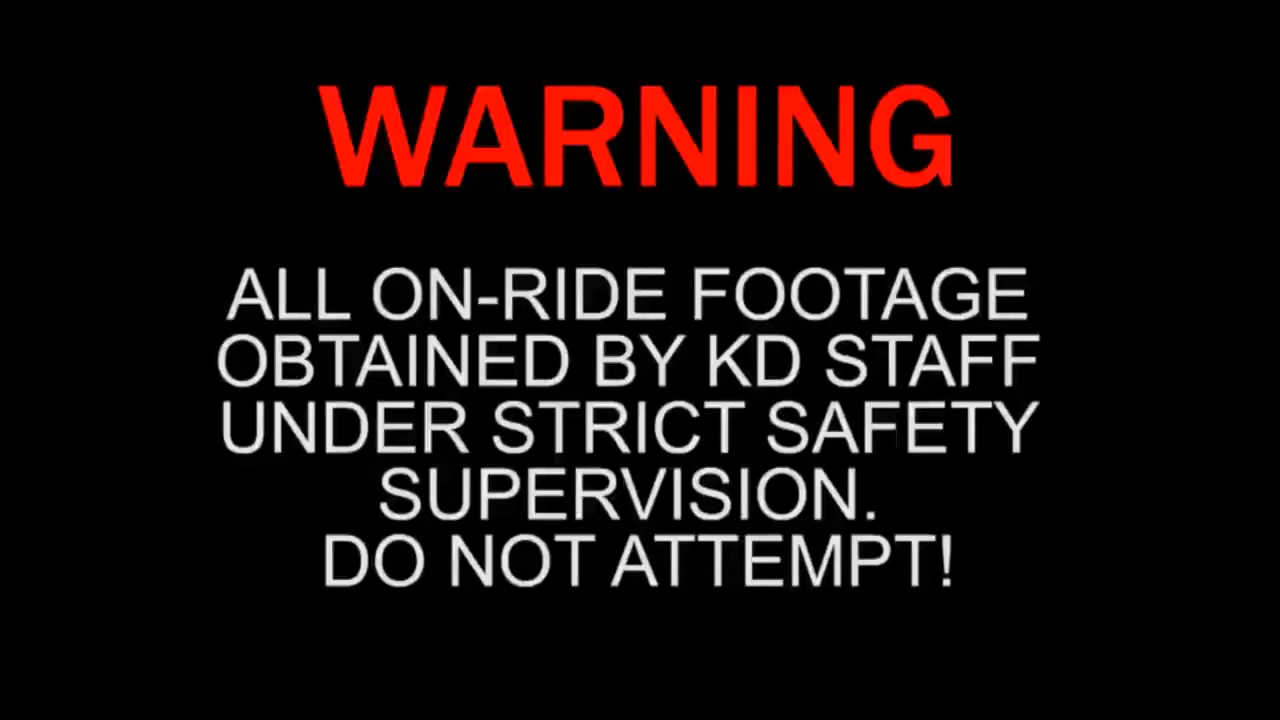 WARNING
ALL ON-RIDE FOOTAGE
OBTAINED BY KD STAFF
UNDER STRICT SAFETY
SUPERVISION.
DO NOT ATTEMPT!